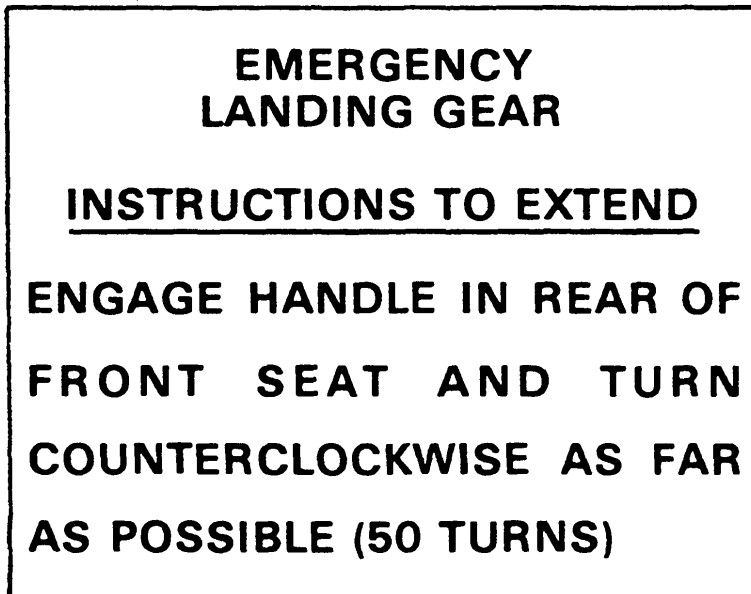 EMERGENCY
LANDING GEAR
INSTRUCTIONS TO EXTEND
ENGAGE HANDLE IN REAR OF
FRONT SEAT AND TURN
COUNTERCLOCKWISE AS FAR
AS POSSIBLE (50 TURNS)